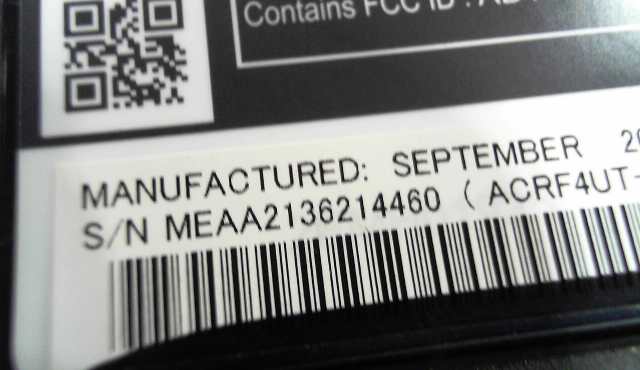 Contains FCC ID :
MANUFACTURED: SEPTEMBER
S/N MEAA2136214460 ( ACRF4UT-